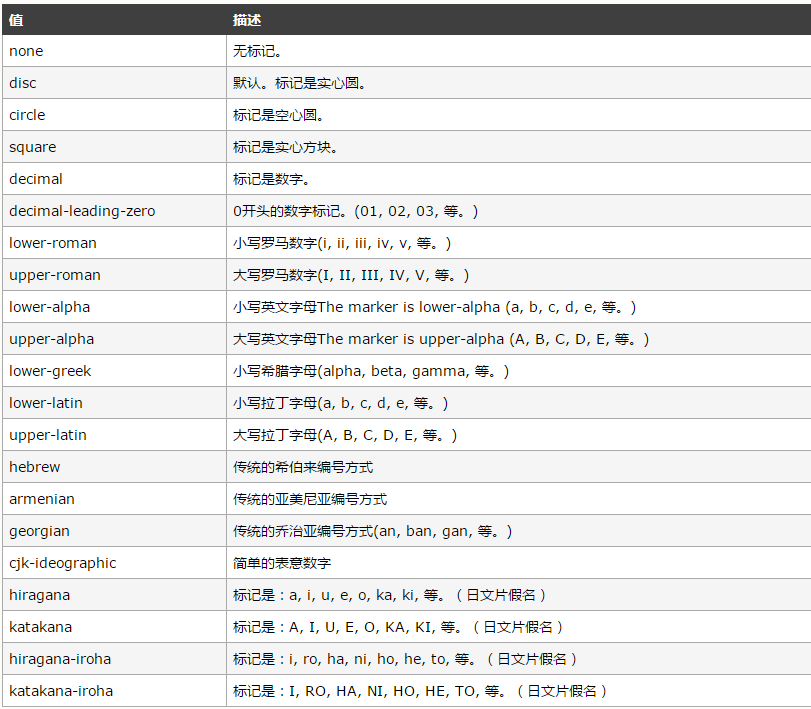 值 描述
none 无标记。
disc 默认。标记是实心圆。
circle 标记是空心圆。
square 标记是实心方块。
decimal 标记是数字。
decimal-leading-zero 0开头的数字标记。(01, 02, 03, 等。)
lower-roman 小写罗马数字(i, ii, iii, iv, v, 等。)
upper-roman 大写罗马数字(I, II, III, IV, V, 等。)
lower-alpha 小写英文字母The marker is lower-alpha (a, b, c, d, e, 等。)
upper-alpha 大写英文字母The marker is upper-alpha (A, B, C, D, E, 等。)
lower-greek 小写希腊字母(alpha, beta, gamma, 等。)
lower-latin 小写拉丁字母(a, b, c, d, e, 等。)
upper-latin 大写拉丁字母(A, B, C, D, E, 等。)
hebrew 传统的希伯来编号方式
armenian 传统的亚美尼亚编号方式
georgian 传统的乔治亚编号方式(an, ban, gan, 等。)
cjk-ideographic 简单的表意数字
hiragana 标记是：a, i, u, e, o, ka, ki, 等。（日文片假名）
katakana 标记是：A, I, U, E, O, KA, KI, 等。（日文片假名）
hiragana-iroha 标记是：i, ro, ha, ni, ho, he, to, 等。（日文片假名）
katakana-iroha 标记是：I, RO, HA, NI, HO, HE, TO, 等。（日文片假名）